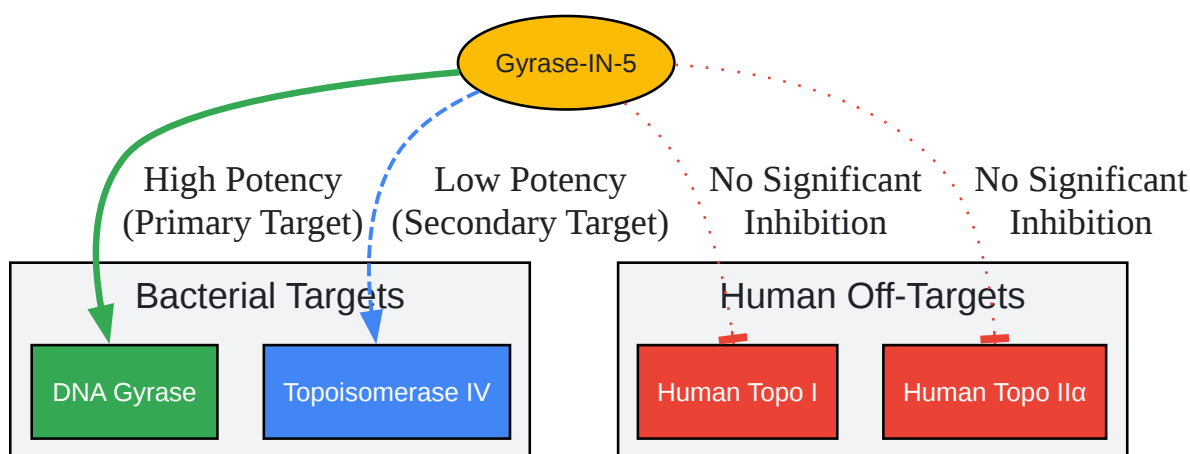 Gyrase-IN-5
High Potency
(Primary Target)
Low Potency
(Secondary Target)
No Significant
Inhibition
No Significant
Inhibition
Bacterial Targets
Human Off-Targets
DNA Gyrase
Topoisomerase IV
Human Topo I
Human Topo IIα